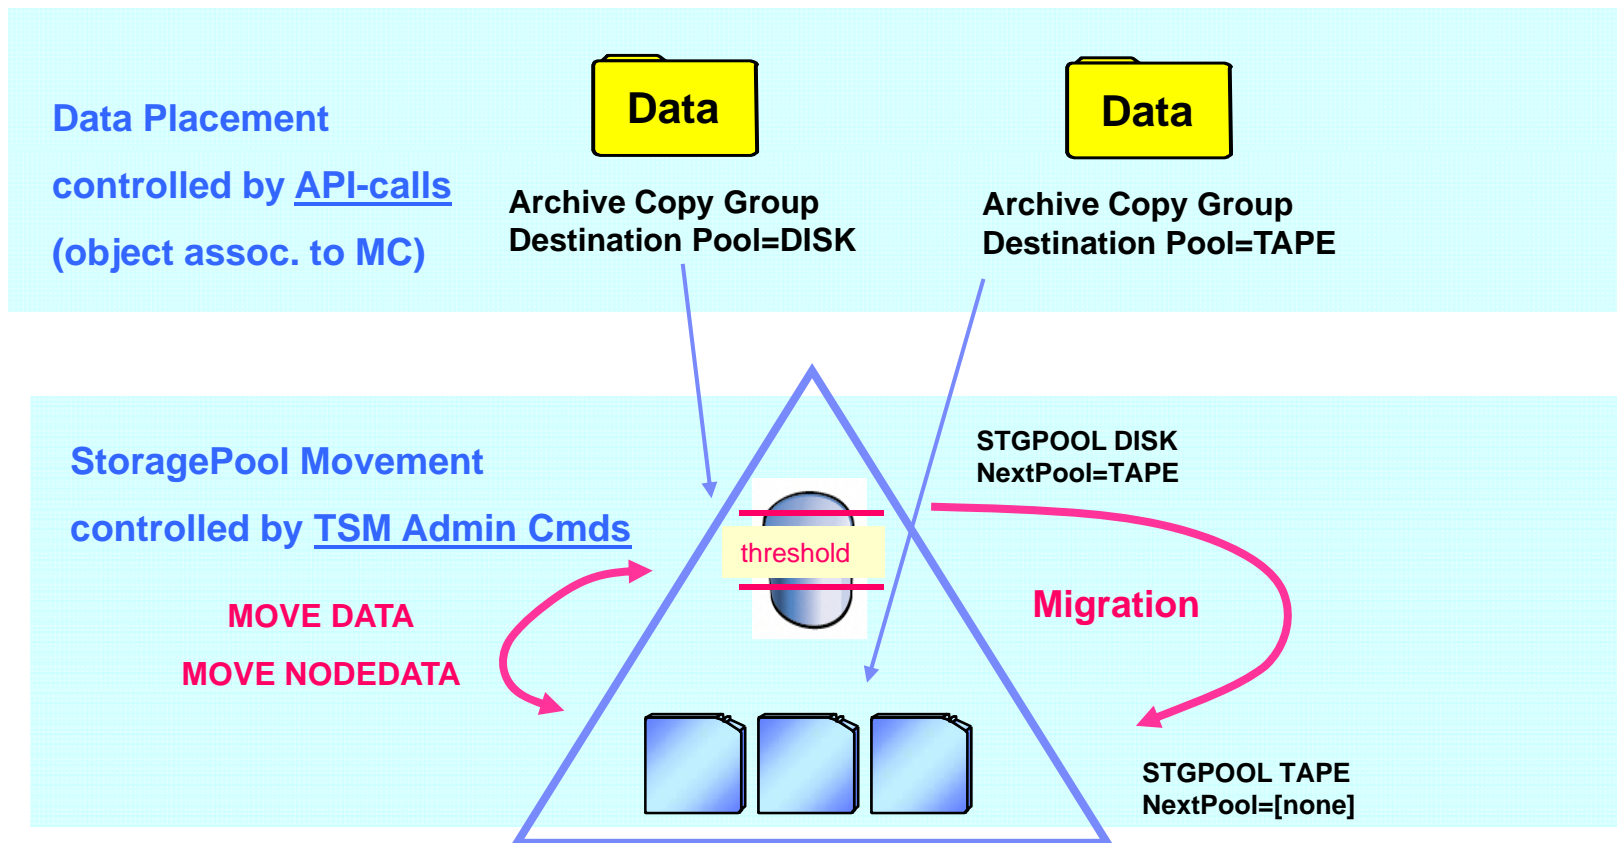 Data
Data
Data Placement
controlled by API-calls
(object assoc. to MC)
Archive Copy Group
Destination Pool=DISK
Archive Copy Group
Destination Pool=TAPE
StoragePool Movement
controlled by TSM Admin Cmds
STGPOOL DISK
NextPool=TAPE
threshold
MOVE DATA
MOVE NODEDATA
Migration
STGPOOL TAPE
NextPool=[none]